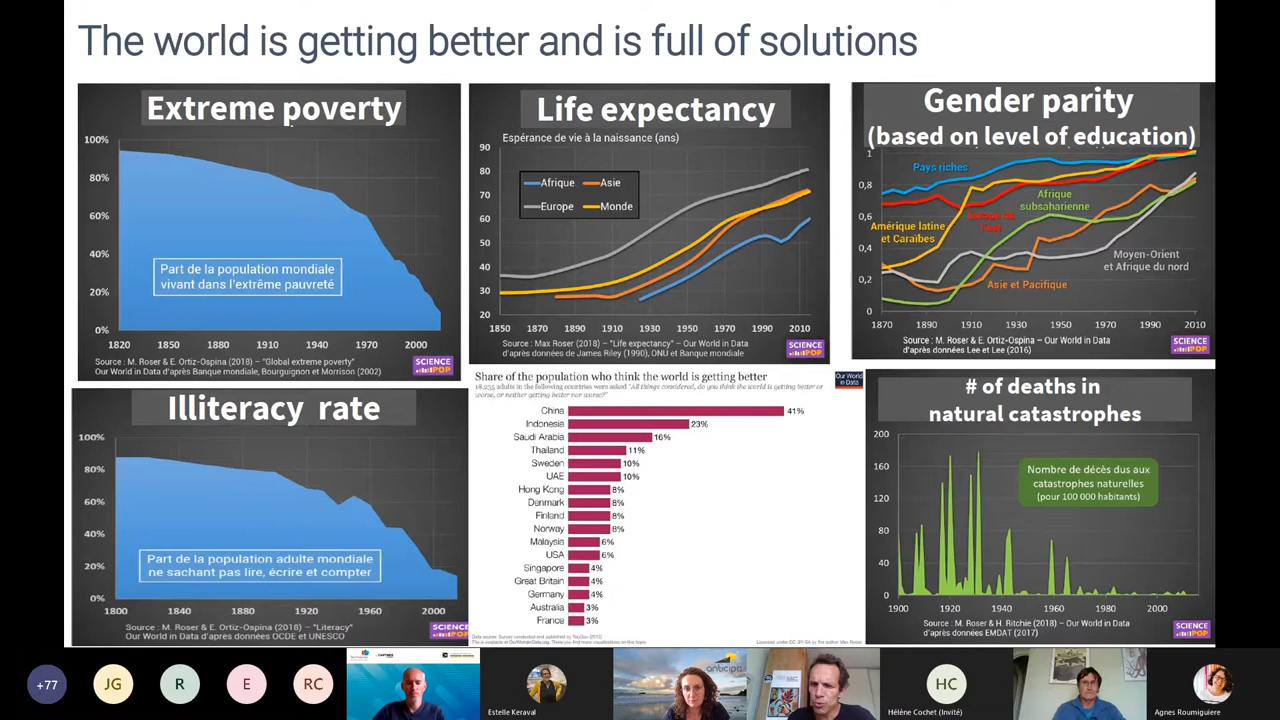 The world is getting better and is full of solutions
Extreme poverty
100%
80%
60%
40%
20%
0%
Part de la population mondiale
vivant dans l'extrême pauvreté
1820 1850 1880 1910 1940 1970 2000
Source : M. Roser & E. Ortiz-Ospina (2018) – "Global extreme poverty"
Our World in Data d'après Banque mondiale, Bourguignon et Morrison (2002)
SCIENCE
POP
Life expectancy
Espérance de vie à la naissance (ans)
90
80
70
60
50
40
30
20
Afrique Asie
Europe Monde
1850 1870 1890 1910 1930 1950 1970 1990 2010
Source : Max Roser (2018) – "Life expectancy" – Our World in Data
d'après données de James Riley (1990), ONU et Banque mondiale
SCIENCE
POP
Gender parity
(based on level of education)
1
0,8
0,6
0,4
0,2
0
Pays riches
Afrique
subsaharienne
Amérique latine
et Caraïbes
Europe de
l'est
Moyen-Orient
et Afrique du nord
Asie et Pacifique
1870 1890 1910 1930 1950 1970 1990 2010
Source : M. Roser & E. Ortiz-Ospina – Our World in Data
d'après données Lee et Lee (2016)
SCIENCE
POP
Illiteracy rate
100%
80%
60%
40%
20%
0%
Part de la population adulte mondiale
ne sachant pas lire, écrire et compter
1800 1840 1880 1920 1960 2000
Source : M. Roser & E. Ortiz-Ospina (2018) – "Literacy"
Our World in Data d'après données OCDE et UNESCO
SCIENCE
POP
Share of the population who think the world is getting better
18,235 adults in the following countries were asked "All things considered, do you think the world is getting better or
worse, or neither getting better nor worse?"
Our World
in Data
China 41%
Indonesia 23%
Saudi Arabia 16%
Thailand 11%
Sweden 10%
UAE 10%
Hong Kong 8%
Denmark 8%
Finland 8%
Norway 8%
Malaysia 6%
USA 6%
Singapore 4%
Great Britain 4%
Germany 4%
Australia 3%
France 3%
# of deaths in
natural catastrophes
200
160
120
80
40
0
Nombre de décès dus aux
catastrophes naturelles
(pour 100 000 habitants)
1900 1920 1940 1960 1980 2000
Source : M. Roser & H. Ritchie (2018) – Our World in Data
d'après données EMDAT (2017)
SCIENCE
POP
+77
JG
R
E
RC
Estelle Keraval
anticipa
HC
Hélène Cochet (Invité)
Agnes Roumiguiere